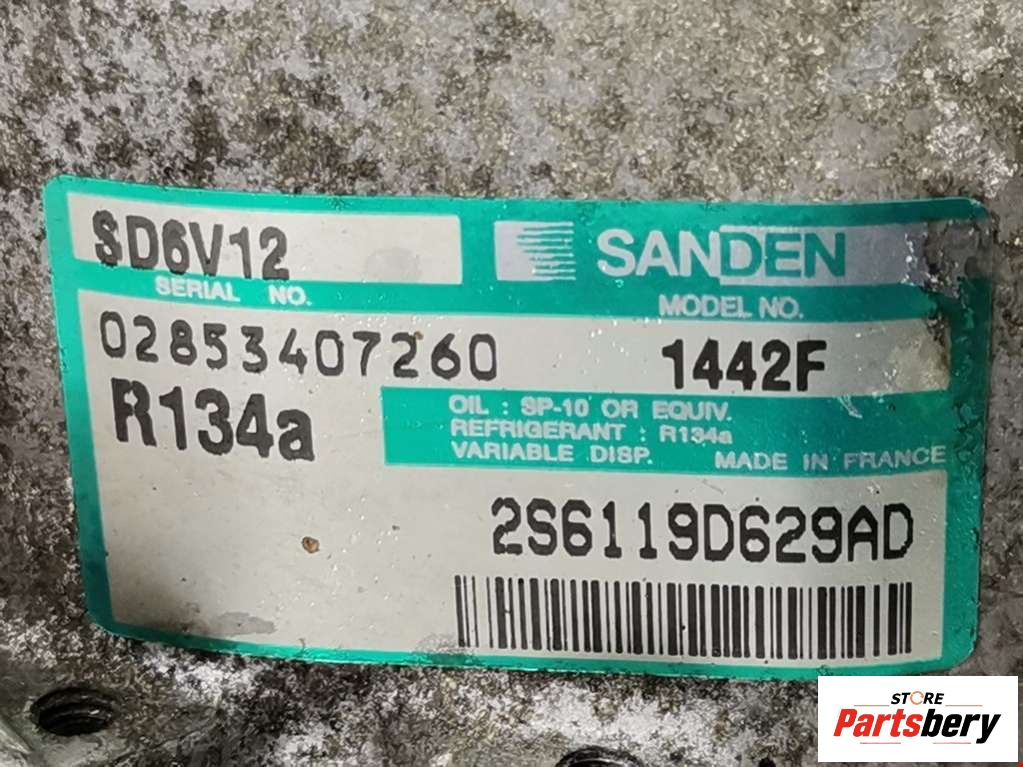 SD6V12
SANDEN
SERIAL NO.
MODEL NO.
02853407260
1442F
R134a
OIL : SP-10 OR EQUIV.
REFRIGERANT : R134a
VARIABLE DISP. MADE IN FRANCE
2S6119D629AD
STORE
Partsbery